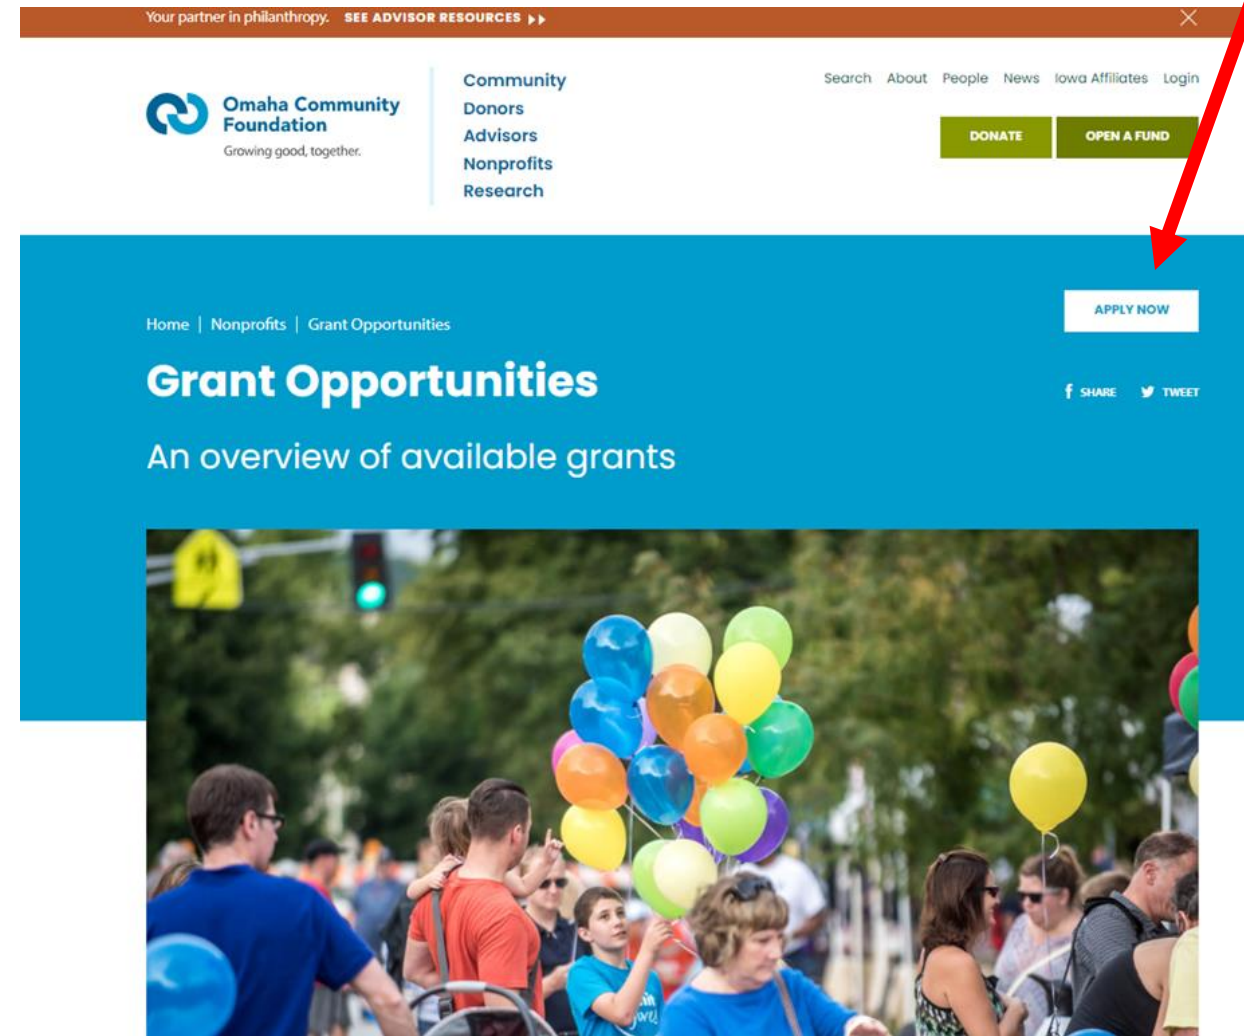 Your partner in philanthropy. SEE ADVISOR RESOURCES
Omaha Community
Foundation
Growing good, together.
Community
Donors
Advisors
Nonprofits
Research
Search About People News Iowa Affiliates Login
DONATE OPEN A FUND
Home | Nonprofits | Grant Opportunities
APPLY NOW
Grant Opportunities
SHARE TWEET
An overview of available grants